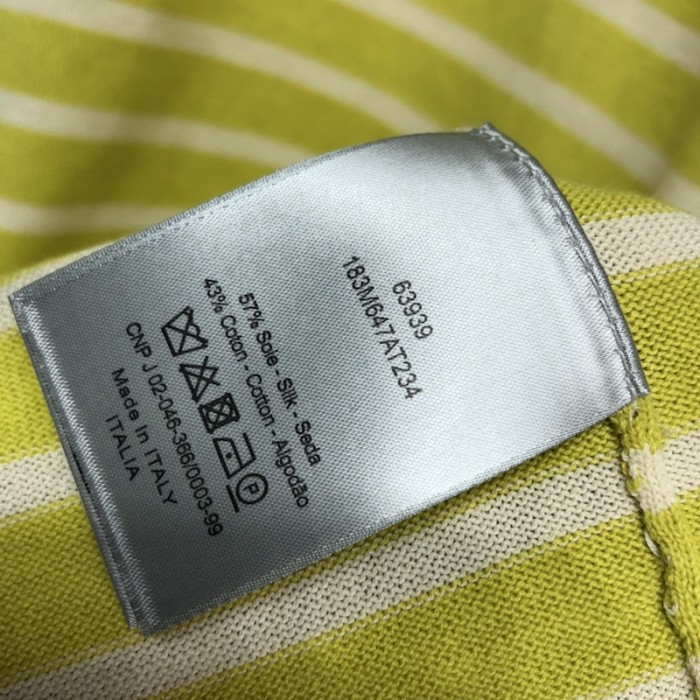 63939
183M647AT234
57% Soie - Silk - Seda
43% Coton - Cotton - Algodão
P
CNPJ 02-046-366/0003-99
Made In ITALY
ITALIA